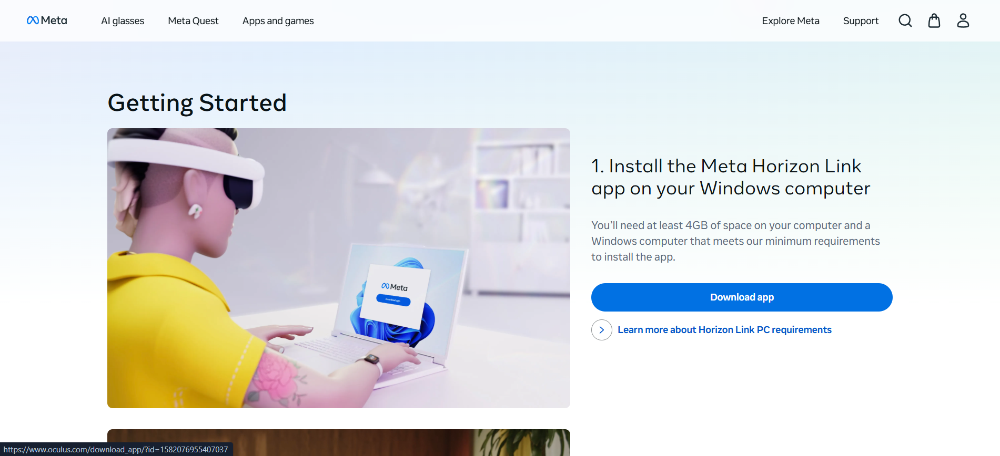 Meta
AI glasses
Meta Quest
Apps and games
Explore Meta
Support
Getting Started
Meta
Download app
1. Install the Meta Horizon Link
app on your Windows computer
You’ll need at least 4GB of space on your computer and a
Windows computer that meets our minimum requirements
to install the app.
Download app
Learn more about Horizon Link PC requirements
https://www.oculus.com/download_app/?id=1582076955407037